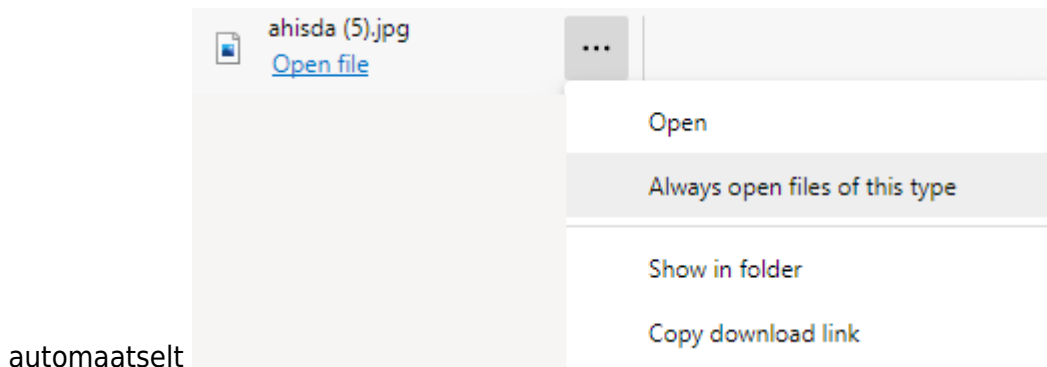 ahisda (5).jpg
Open file
...
Open
Always open files of this type
Show in folder
Copy download link
automaatselt